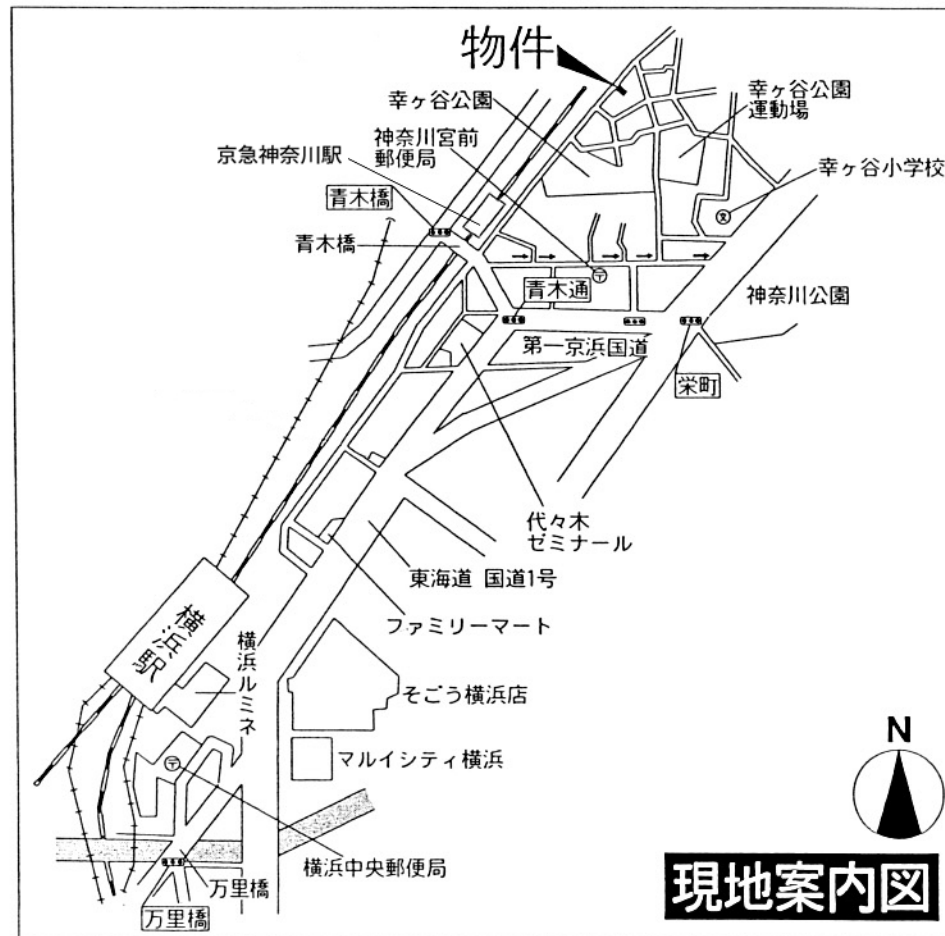 物件
幸ヶ谷公園
幸ヶ谷公園
運動場
神奈川宮前
郵便局
京急神奈川駅
幸ヶ谷小学校
青木橋
青木橋
文
〒
青木通
神奈川公園
第一京浜国道
栄町
代々木
ゼミナール
東海道 国道1号
ファミリーマート
横浜駅
横浜ルミネ
そごう横浜店
マルイシティ横浜
〒
N
横浜中央郵便局
万里橋
万里橋
現地案内図